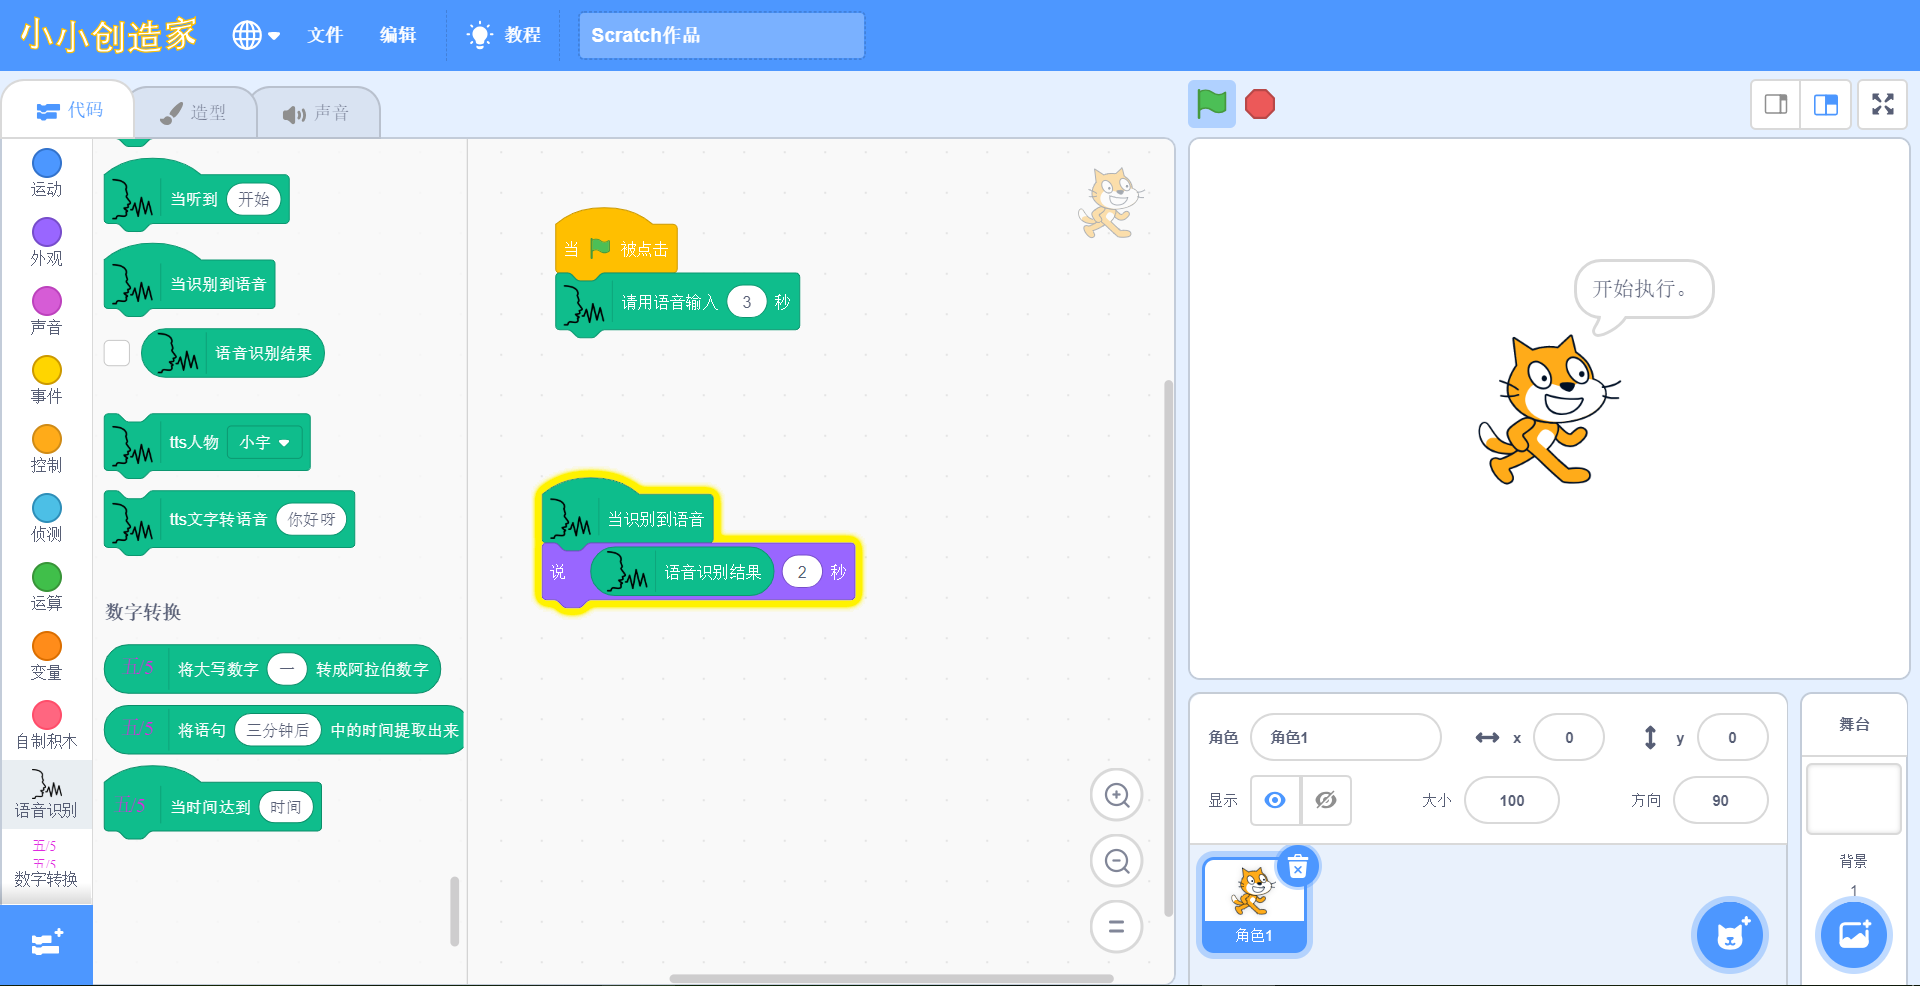 小小创造家
文件
编辑
教程
Scratch作品
代码
造型
声音
运动
外观
声音
事件
控制
侦测
运算
变量
自制积木
语音识别
五/5
五/5
数字转换
当听到 开始
当识别到语音
语音识别结果
tts人物 小宇
tts文字转语音 你好呀
数字转换
五/5 将大写数字 一 转成阿拉伯数字
五/5 将语句 三分钟后 中的时间提取出来
五/5 当时间达到 时间
当 被点击
请用语音输入 3 秒
当识别到语音
说 语音识别结果 2 秒
开始执行。
角色 角色1 x 0 y 0
显示 大小 100 方向 90
角色1
舞台
背景
1